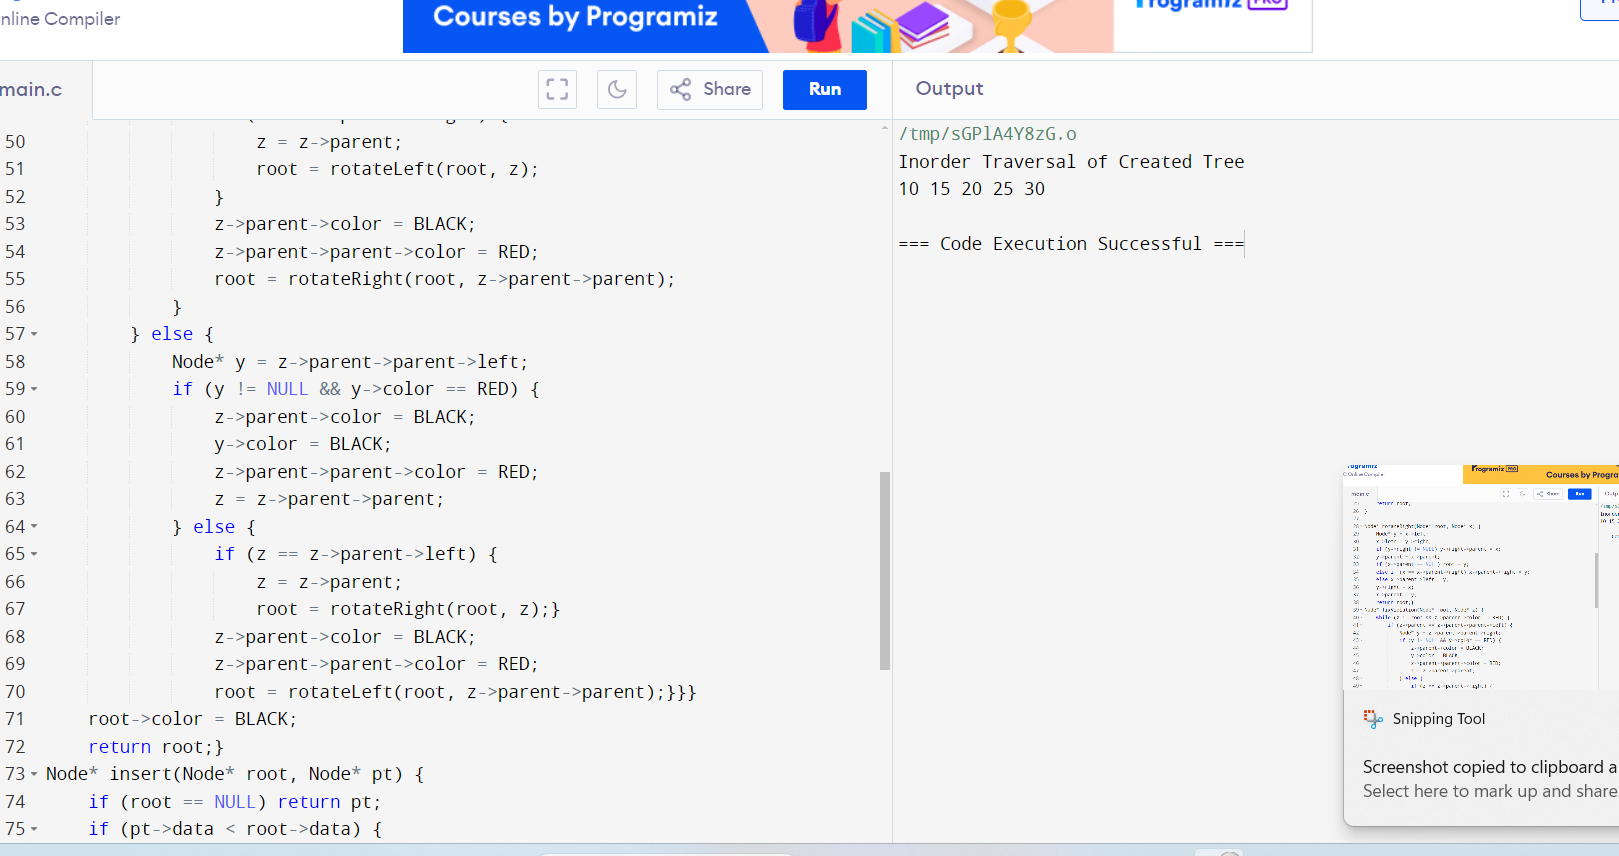 nline Compiler
Courses by Programiz
Programiz PRO
main.c
Share
Run
Output
50 z = z->parent;
51 root = rotateLeft(root, z);
52 }
53 z->parent->color = BLACK;
54 z->parent->parent->color = RED;
55 root = rotateRight(root, z->parent->parent);
56 }
57 } else {
58 Node* y = z->parent->parent->left;
59 if (y != NULL && y->color == RED) {
60 z->parent->color = BLACK;
61 y->color = BLACK;
62 z->parent->parent->color = RED;
63 z = z->parent->parent;
64 } else {
65 if (z == z->parent->left) {
66 z = z->parent;
67 root = rotateRight(root, z);}
68 z->parent->color = BLACK;
69 z->parent->parent->color = RED;
70 root = rotateLeft(root, z->parent->parent);}}}
71 root->color = BLACK;
72 return root;}
73 Node* insert(Node* root, Node* pt) {
74 if (root == NULL) return pt;
75 if (pt->data < root->data) {
/tmp/sGPlA4Y8zG.o
Inorder Traversal of Created Tree
10 15 20 25 30
=== Code Execution Successful ===
Programiz PRO
Courses by Progra
Snipping Tool
Screenshot copied to clipboard a
Select here to mark up and share